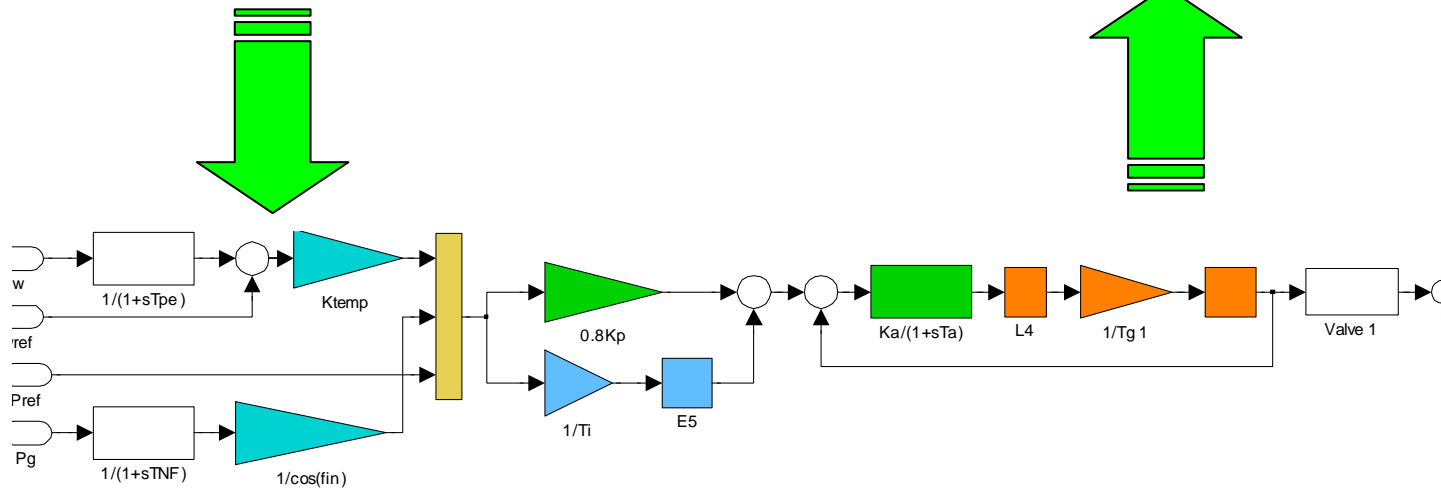 w
1/(1+sTpe)
Ktemp
Pref
Pg
1/(1+sTNF)
1/cos(fin)
0.8Kp
1/Ti
E5
Ka/(1+sTa)
L4
1/Tg 1
Valve 1